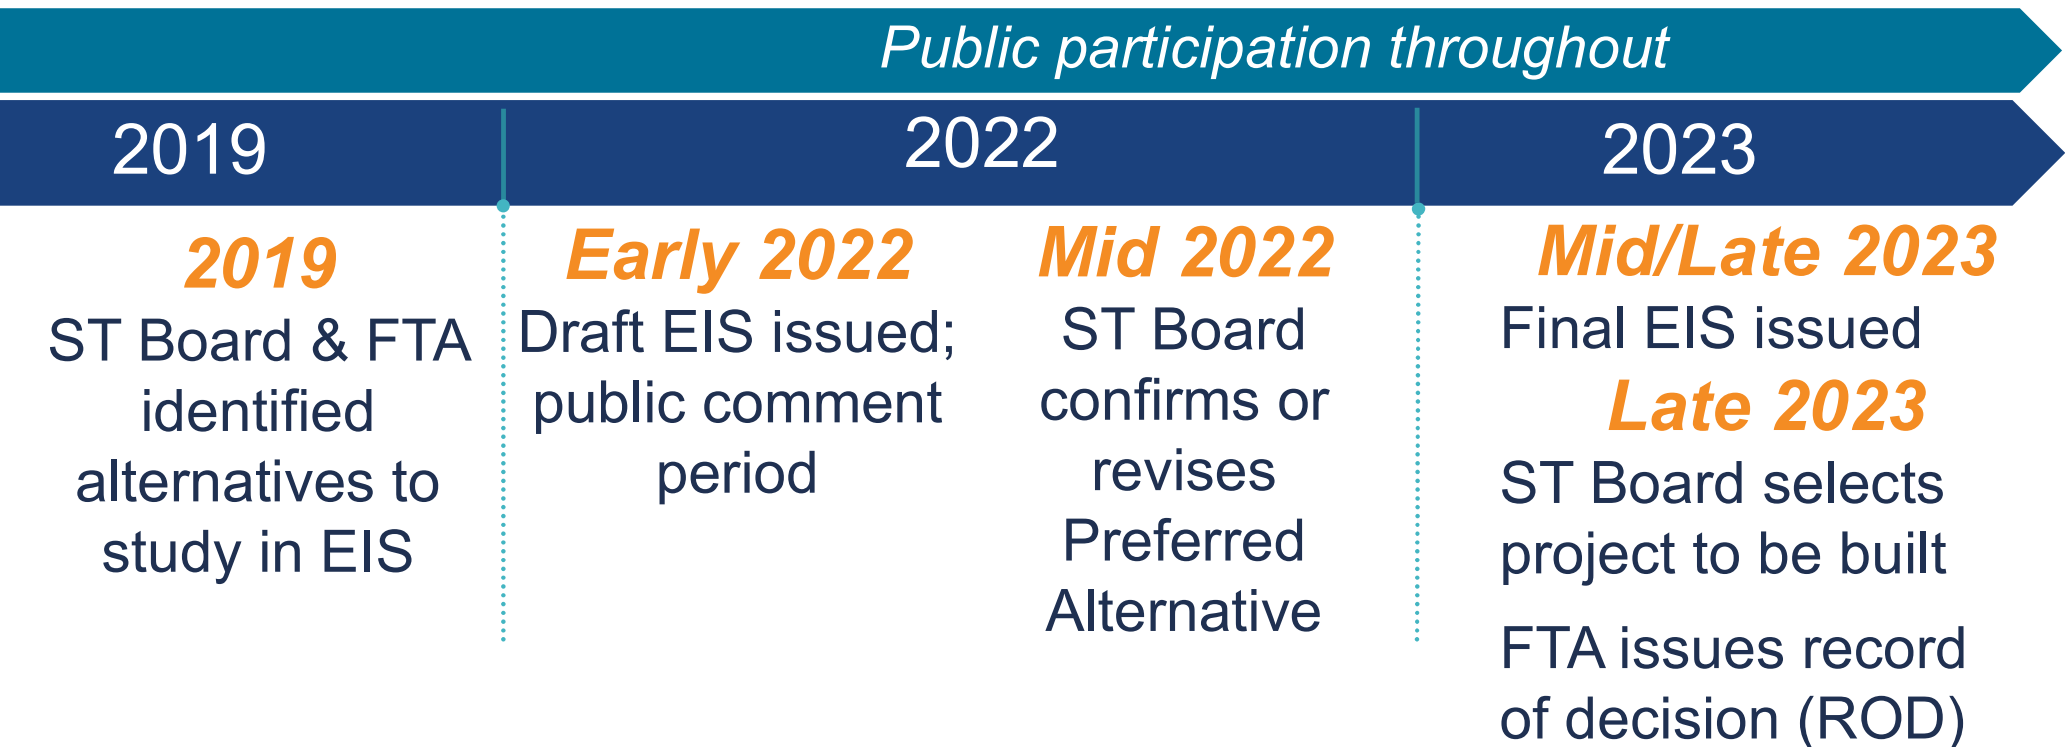 Public participation throughout
2019
2022
2023
2019
ST Board & FTA
identified
alternatives to
study in EIS
Early 2022
Draft EIS issued;
public comment
period
Mid 2022
ST Board
confirms or
revises
Preferred
Alternative
Mid/Late 2023
Final EIS issued
Late 2023
ST Board selects
project to be built
FTA issues record
of decision (ROD)